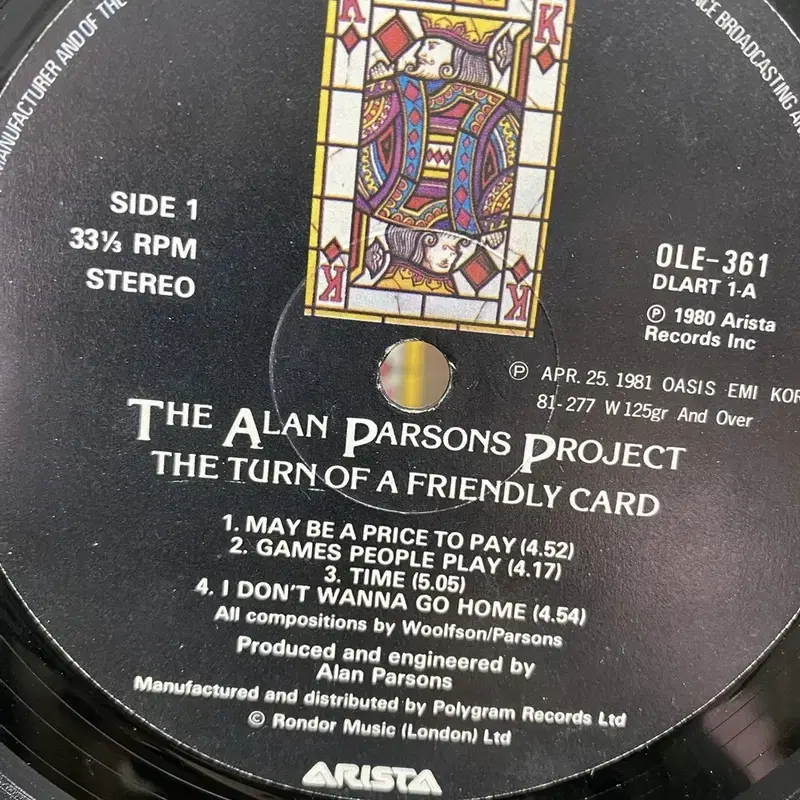 MANUFACTURER AND OF THE
NCE BROADCASTING AN
K
K
K
K
SIDE 1
33⅓ RPM
STEREO
OLE-361
DLART 1-A
℗ 1980 Arista
Records Inc
℗ APR. 25. 1981 OASIS EMI KOR
81-277 W125gr And Over
THE ALAN PARSONS PROJECT
THE TURN OF A FRIENDLY CARD
1. MAY BE A PRICE TO PAY (4.52)
2. GAMES PEOPLE PLAY (4.17)
3. TIME (5.05)
4. I DON'T WANNA GO HOME (4.54)
All compositions by Woolfson/Parsons
Produced and engineered by
Alan Parsons
Manufactured and distributed by Polygram Records Ltd
© Rondor Music (London) Ltd
ARISTA